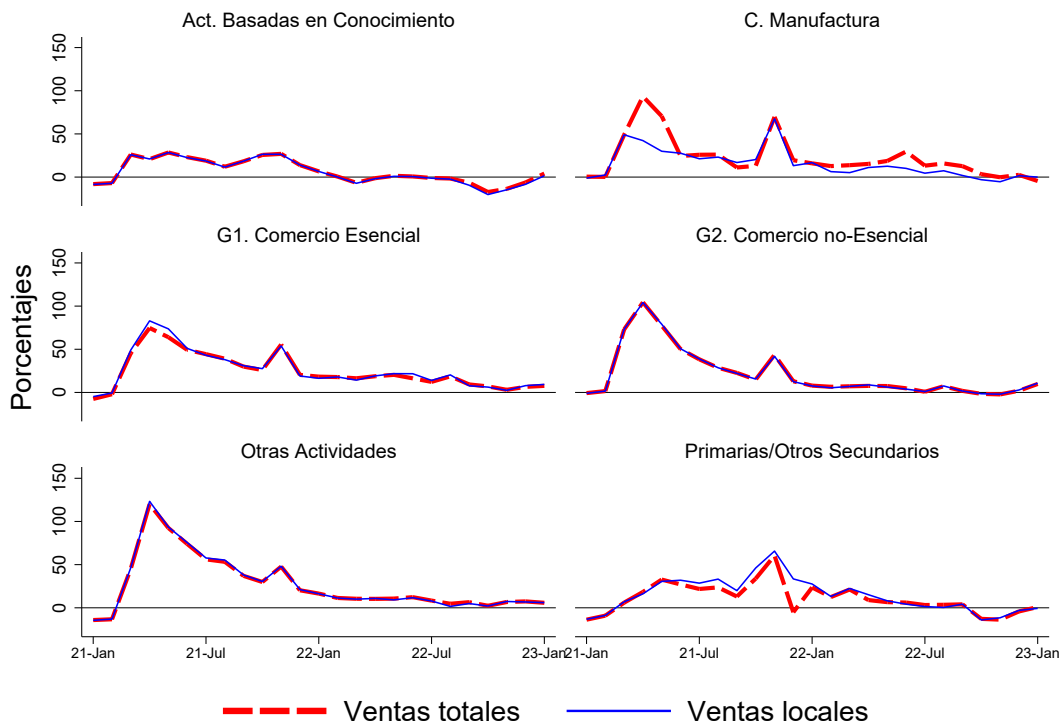 Act. Basadas en Conocimiento
C. Manufactura
150
100
50
0
G1. Comercio Esencial
G2. Comercio no-Esencial
Porcentajes
150
100
50
0
Otras Actividades
Primarias/Otros Secundarios
150
100
50
0
21-Jan 21-Jul 22-Jan 22-Jul 23-Jan
21-Jan 21-Jul 22-Jan 22-Jul 23-Jan
Ventas totales Ventas locales